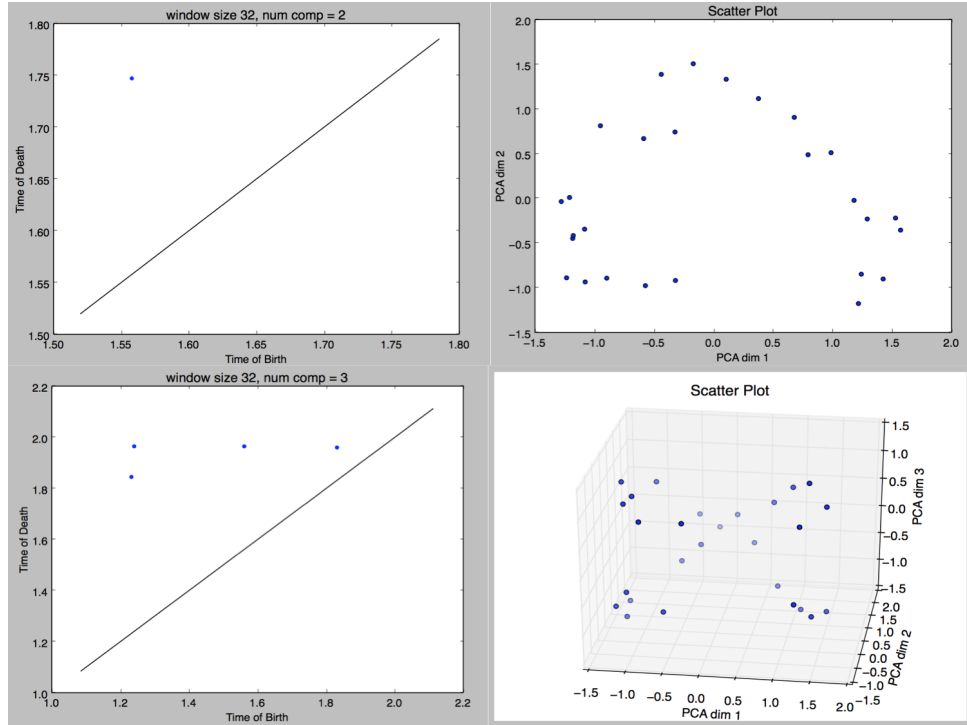 window size 32, num comp = 2
1.80
1.75
1.70
1.65
1.60
1.55
1.50
Time of Death
1.50 1.55 1.60 1.65 1.70 1.75 1.80
Time of Birth
Scatter Plot
2.0
1.5
1.0
0.5
0.0
−0.5
−1.0
−1.5
PCA dim 2
−1.5 −1.0 −0.5 0.0 0.5 1.0 1.5 2.0
PCA dim 1
window size 32, num comp = 3
2.2
2.0
1.8
1.6
1.4
1.2
1.0
Time of Death
1.0 1.2 1.4 1.6 1.8 2.0 2.2
Time of Birth
Scatter Plot
1.5
1.0
0.5
0.0
−0.5
−1.0
−1.5
PCA dim 3
2.0
1.5
1.0
0.5
0.0
−0.5
−1.0
−1.5
PCA dim 2
−1.5 −1.0 −0.5 0.0 0.5 1.0 1.5 2.0
PCA dim 1